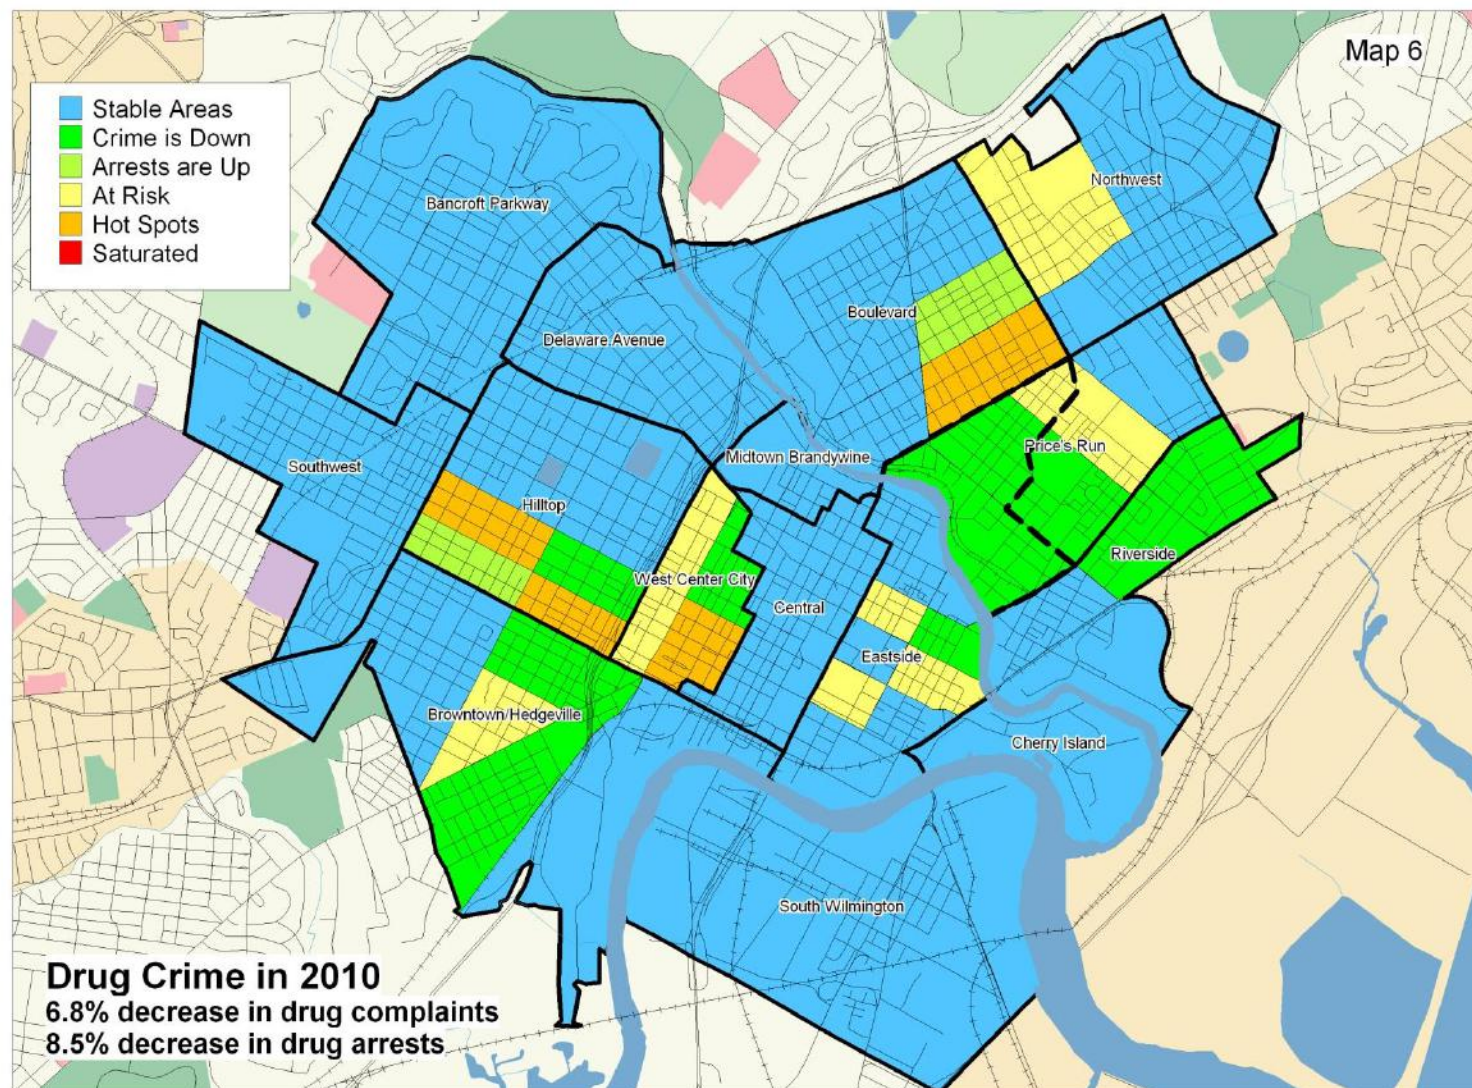 Map 6
Stable Areas
Crime is Down
Arrests are Up
At Risk
Hot Spots
Saturated
Northwest
Bancroft Parkway
Boulevard
Delaware Avenue
Price's Run
Midtown Brandywine
Southwest
Hilltop
Riverside
West Center City
Central
Eastside
Browntown/Hedgeville
Cherry Island
South Wilmington
Drug Crime in 2010
6.8% decrease in drug complaints
8.5% decrease in drug arrests